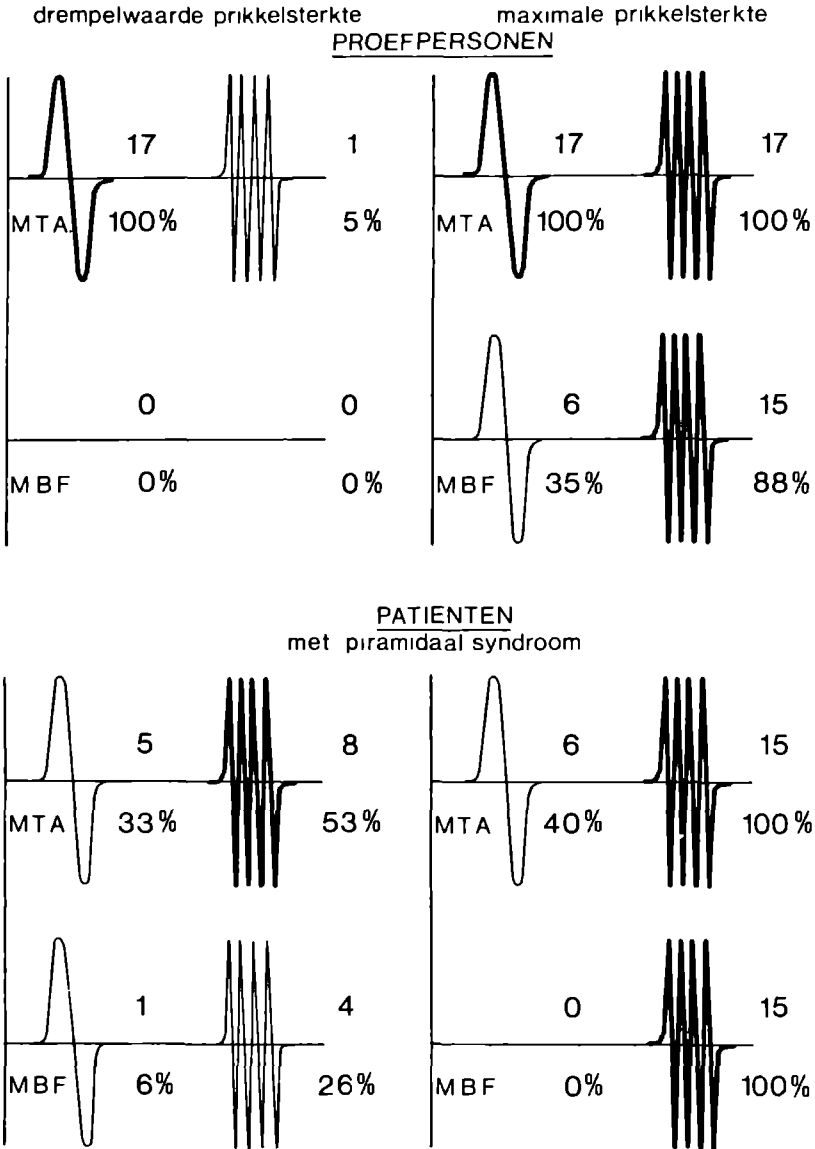 drempelwaarde prikkelsterkte maximale prikkelsterkte
PROEFPERSONEN
17 1 17 17
MTA. 100% 5% MTA 100% 100%
0 0 6 15
MBF 0% 0% MBF 35% 88%
PATIENTEN
met piramidaal syndroom
5 8 6 15
MTA 33% 53% MTA 40% 100%
1 4 0 15
MBF 6% 26% MBF 0% 100%